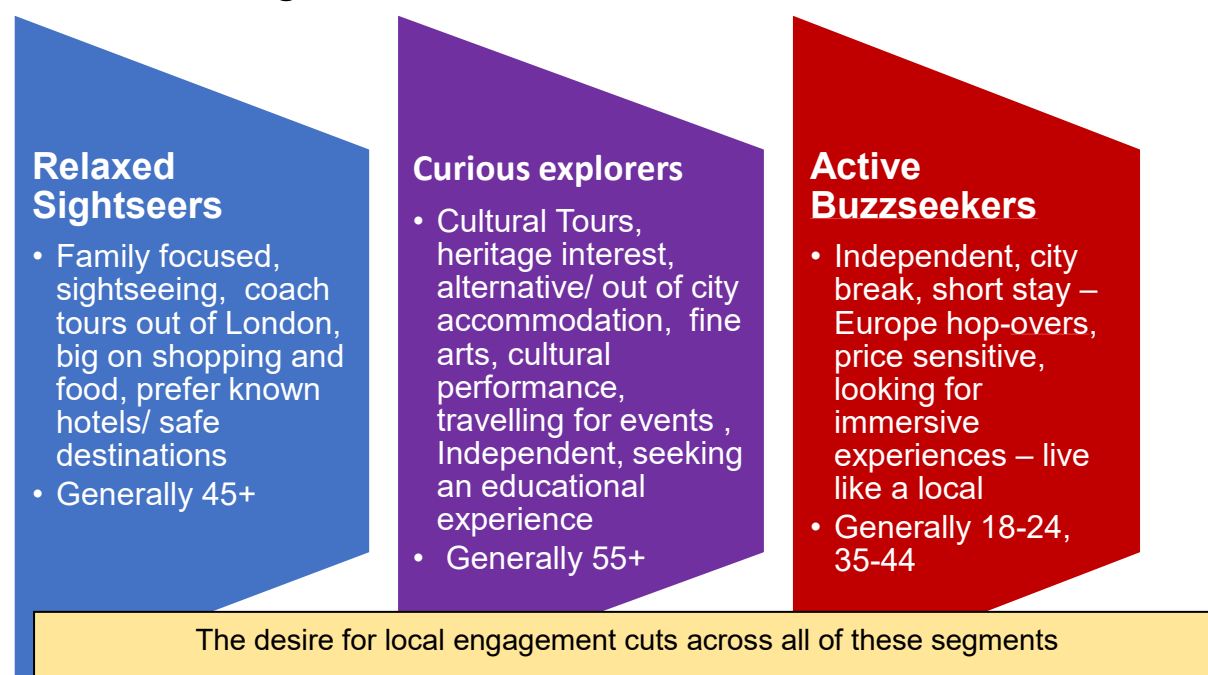 Relaxed
Sightseers
• Family focused,
sightseeing, coach
tours out of London,
big on shopping and
food, prefer known
hotels/ safe
destinations
• Generally 45+
Curious explorers
• Cultural Tours,
heritage interest,
alternative/ out of city
accommodation, fine
arts, cultural
performance,
travelling for events ,
Independent, seeking
an educational
experience
• Generally 55+
Active
Buzzseekers
• Independent, city
break, short stay –
Europe hop-overs,
price sensitive,
looking for
immersive
experiences – live
like a local
• Generally 18-24,
35-44
The desire for local engagement cuts across all of these segments